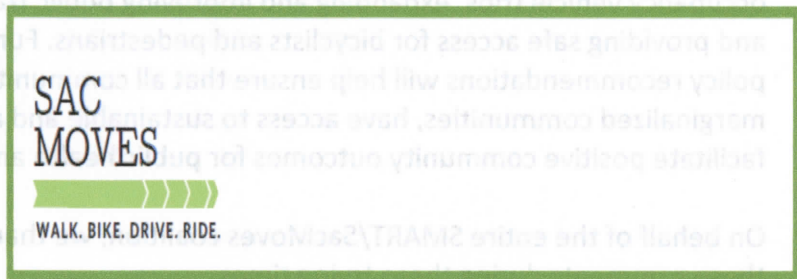 and providing safe access for bicyclists and pedestrians.
policy recommendations will help ensure that all
marginalized communities, have access to sustainable and
facilitate positive community outcomes for public
SAC
MOVES
WALK. BIKE. DRIVE. RIDE.
On behalf of the entire SMART/SacMoves coalition, we